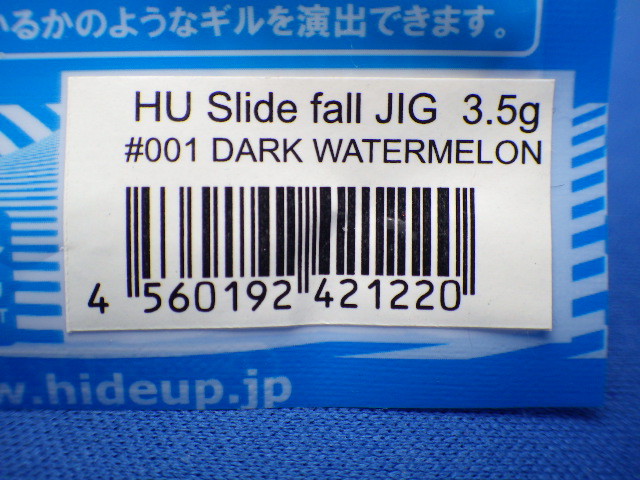 いるかのようなギルを演出できます。
HU Slide fall JIG 3.5g
#001 DARK WATERMELON
4 560192 421220
w.hideup.jp